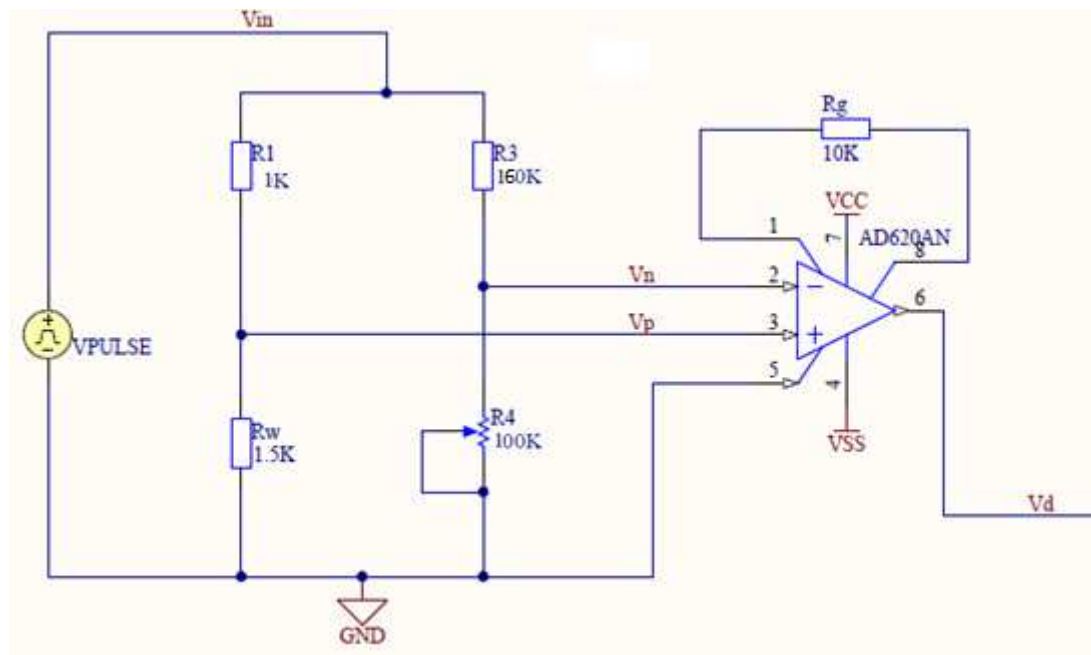 Vin
Rg
10K
R1
1K
R3
160K
VCC
1
7
AD620AN
8
Vn
2
6
Vp
3
VPULSE
5
4
R4
100K
Rw
1.5K
VSS
Vd
GND